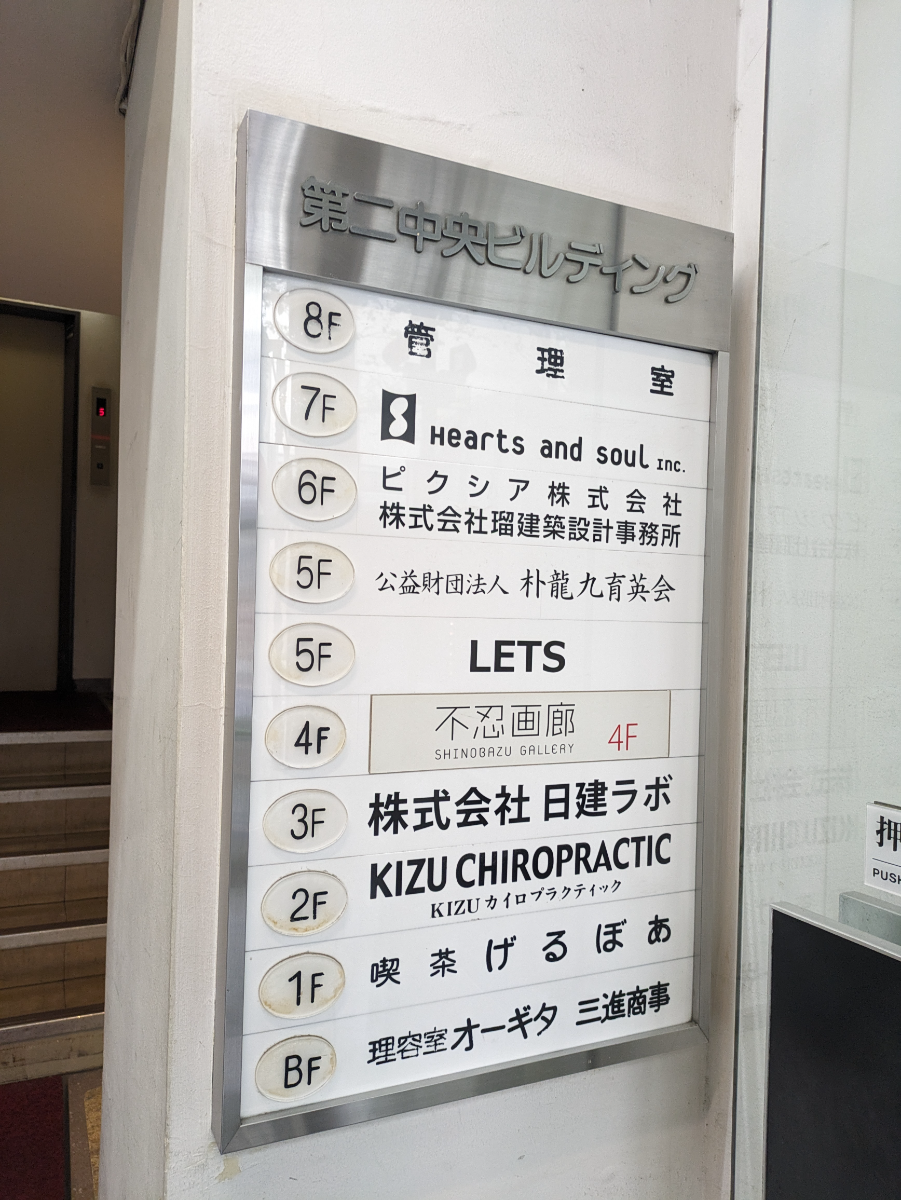 第二中央ビルディング
8F 管理室
7F Hearts and soul Inc.
6F ピクシア株式会社
株式会社瑠建築設計事務所
5F 公益財団法人 朴龍九育英会
5F LETS
4F 不忍画廊 4F
SHINOBAZU GALLERY
3F 株式会社 日建ラボ
2F KIZU CHIROPRACTIC
KIZU カイロプラクティック
1F 喫茶 げるぼあ
BF 理容室 オーギタ 三進商事
5
押
PUSH